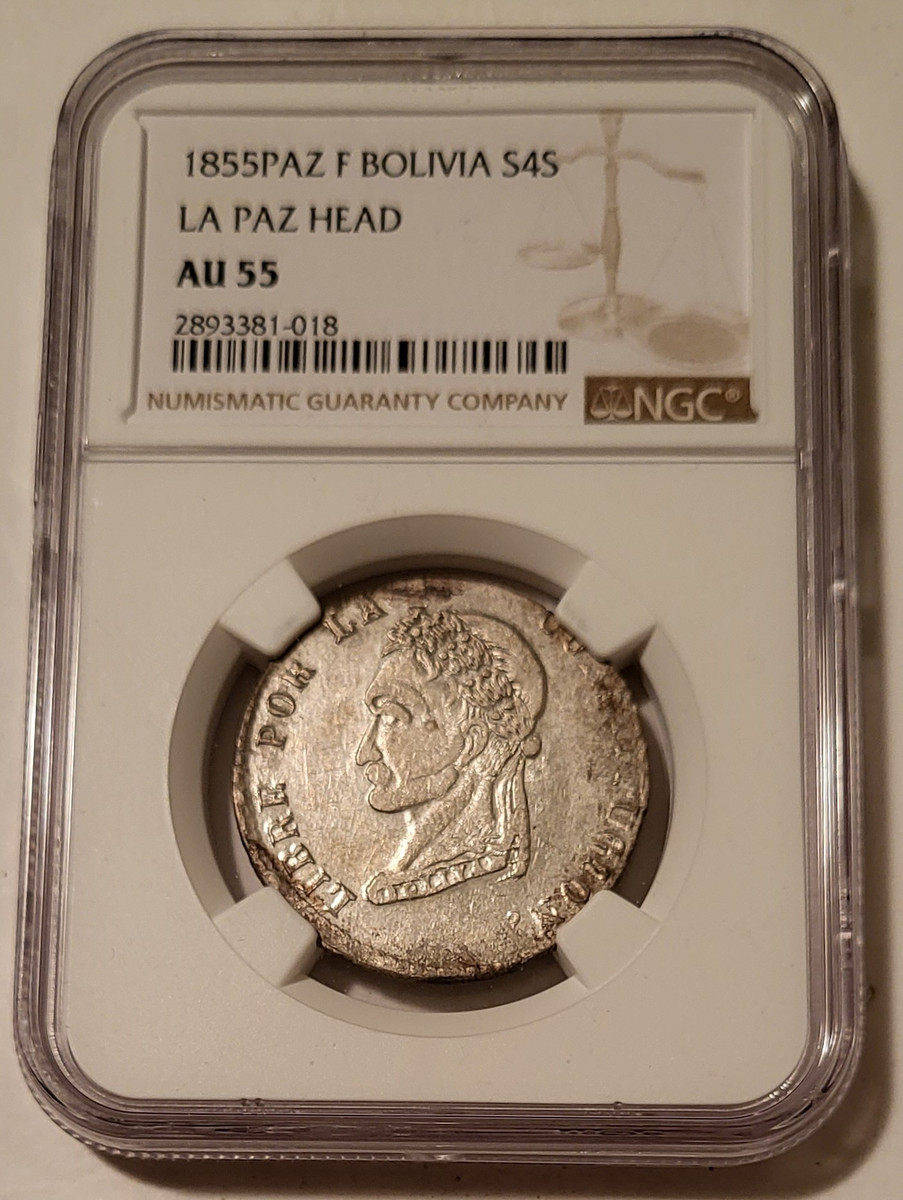 1855PAZ F BOLIVIA S4S
LA PAZ HEAD
AU 55
2893381-018
NUMISMATIC GUARANTY COMPANY
NGC®
LIBRE POR LA